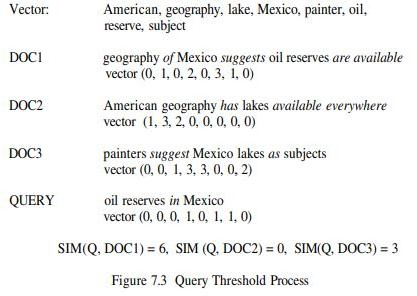 Vector: American, geography, lake, Mexico, painter, oil,
reserve, subject
DOC1 geography of Mexico suggests oil reserves are available
vector (0, 1, 0, 2, 0, 3, 1, 0)
DOC2 American geography has lakes available everywhere
vector (1, 3, 2, 0, 0, 0, 0, 0)
DOC3 painters suggest Mexico lakes as subjects
vector (0, 0, 1, 3, 3, 0, 0, 2)
QUERY oil reserves in Mexico
vector (0, 0, 0, 1, 0, 1, 1, 0)
SIM(Q, DOC1) = 6, SIM (Q, DOC2) = 0, SIM(Q, DOC3) = 3
Figure 7.3 Query Threshold Process